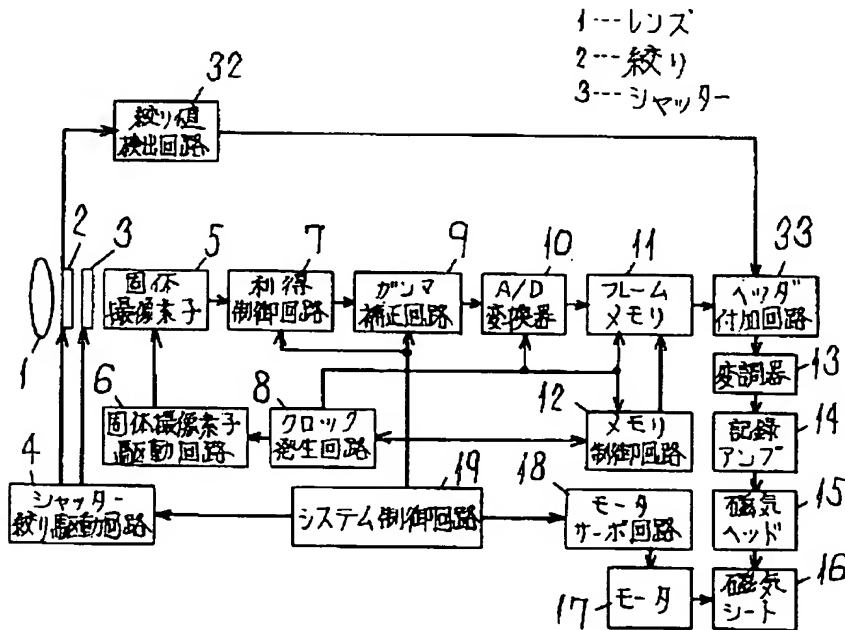 1---レンズ
2---絞り
3---シャッター
32
絞り値
検出回路
2
3
5
7
9
10
11
33
固体
撮像素子
利得
制御回路
ガンマ
補正回路
A/D
変換器
フレーム
メモリ
ヘッダ
付加回路
1
6
8
12
13
変調器
固体撮像素子
駆動回路
クロック
発生回路
メモリ
制御回路
14
記録
アンプ
4
シャッター
絞り駆動回路
19
システム制御回路
18
モータ
サーボ回路
15
磁気
ヘッド
17
モータ
16
磁気
シート